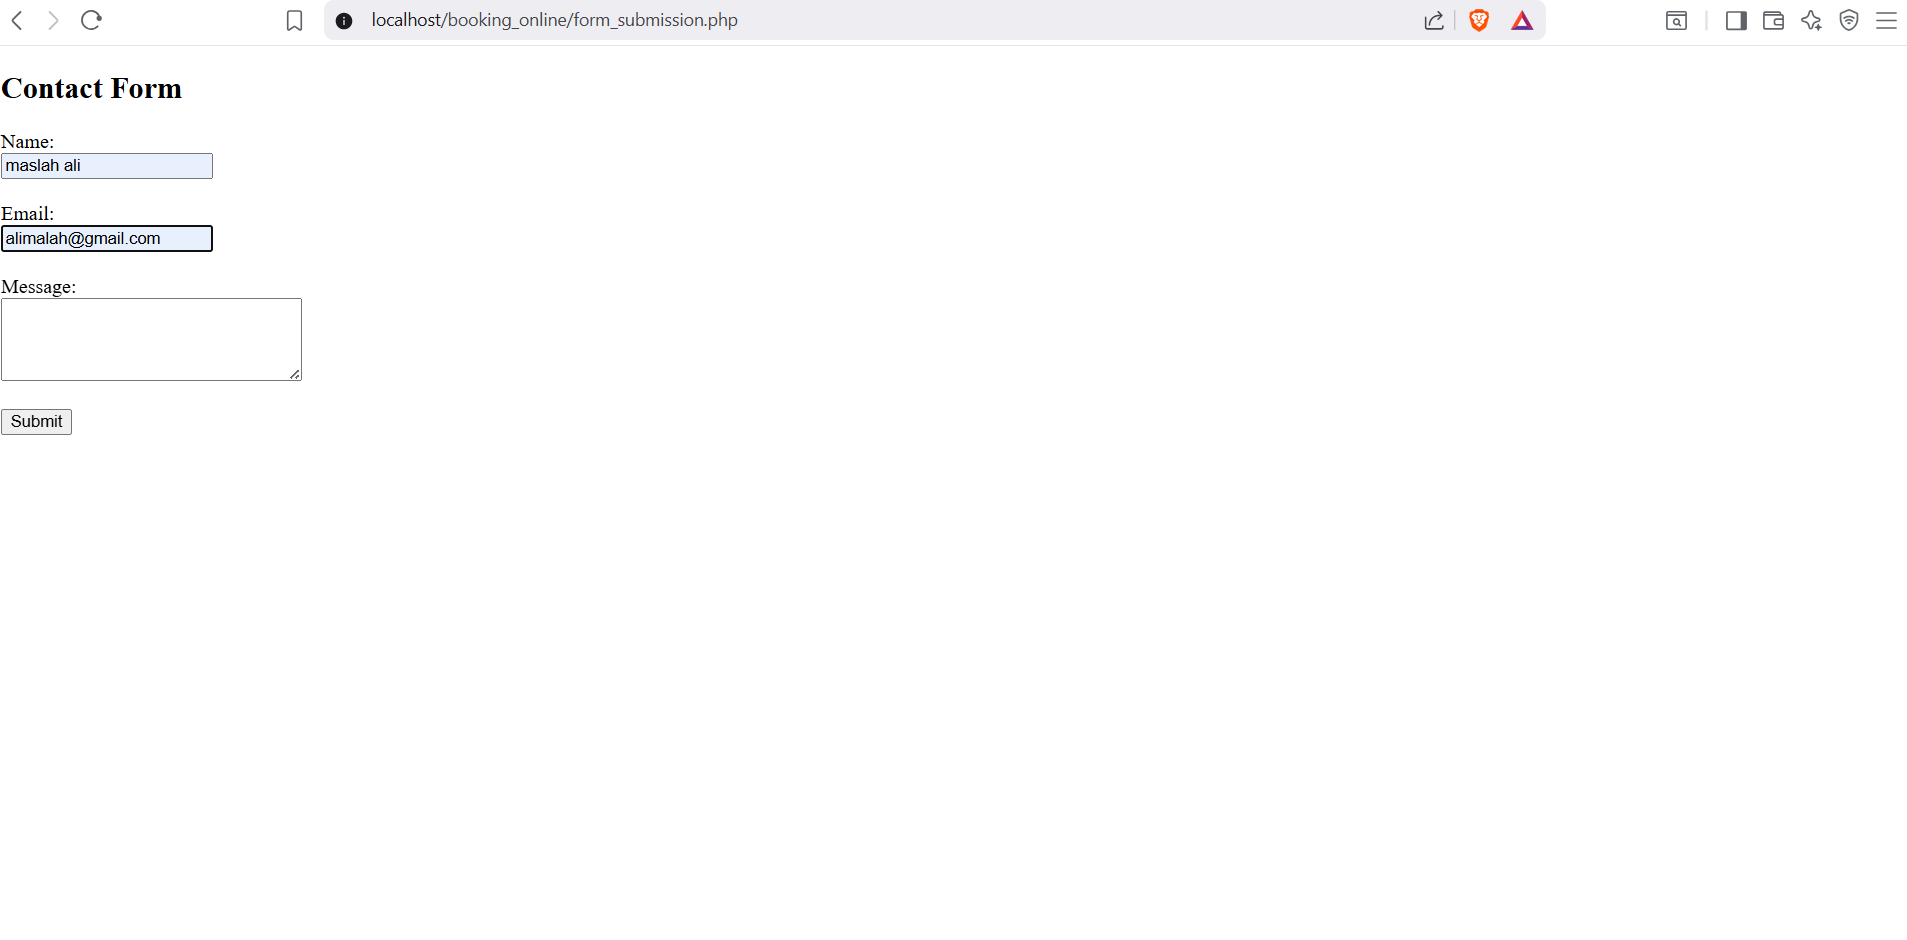 localhost/booking_online/form_submission.php
Contact Form
Name:
maslah ali
Email:
alimalah@gmail.com
Message:
Submit